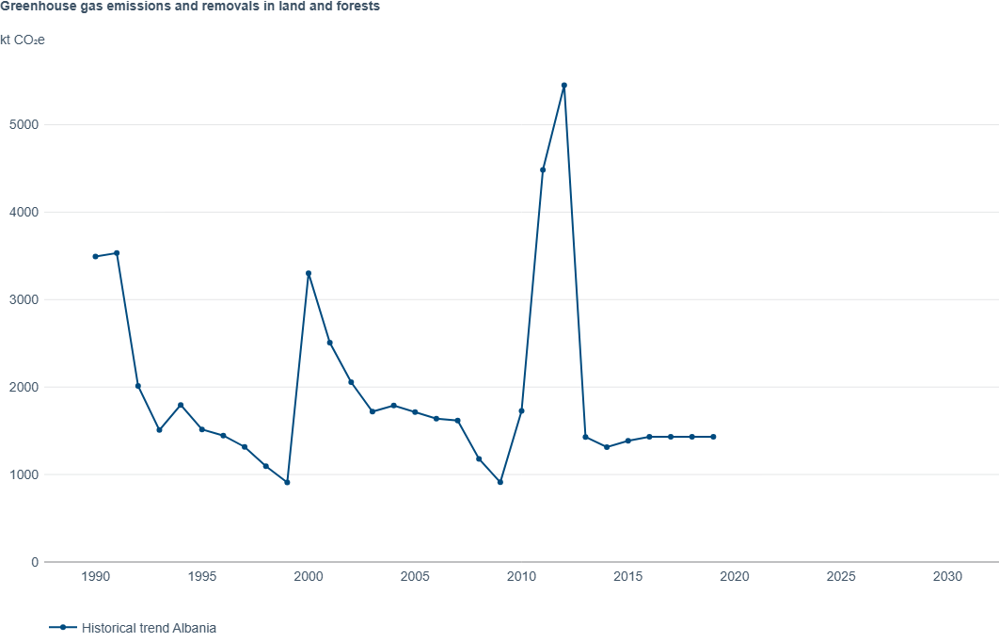 Greenhouse gas emissions and removals in land and forests
kt CO₂e
5000
4000
3000
2000
1000
0
1990 1995 2000 2005 2010 2015 2020 2025 2030
Historical trend Albania